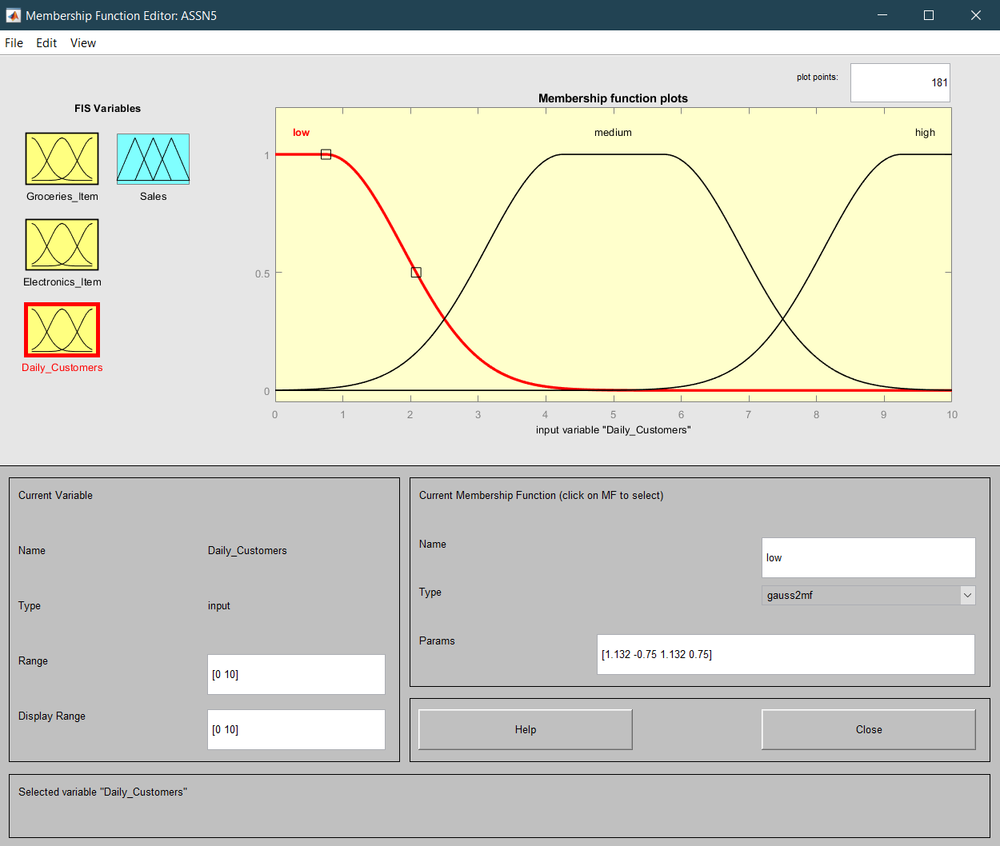 Membership Function Editor: ASSN5
File Edit View
plot points:
181
FIS Variables
Groceries_Item
Sales
Electronics_Item
Daily_Customers
Membership function plots
low
medium
high
1
0.5
0
0 1 2 3 4 5 6 7 8 9 10
input variable "Daily_Customers"
Current Variable
Name
Daily_Customers
Type
input
Range
[0 10]
Display Range
[0 10]
Current Membership Function (click on MF to select)
Name
low
Type
gauss2mf
Params
[1.132 -0.75 1.132 0.75]
Help
Close
Selected variable "Daily_Customers"